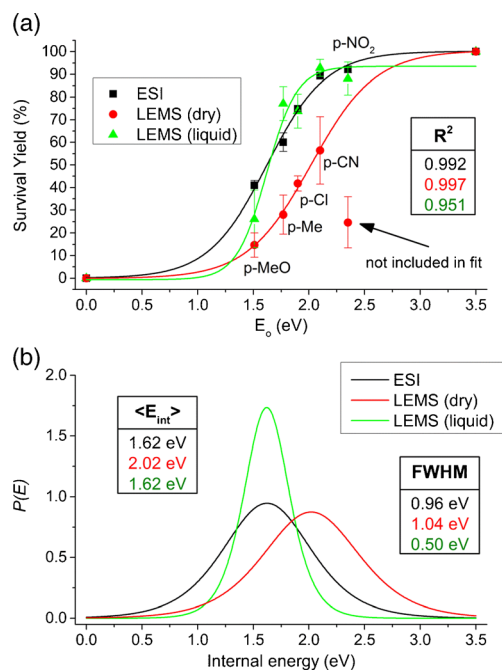 (a)
p-NO2
100
90
80
70
60
50
40
30
20
10
0
Survival Yield (%)
ESI
LEMS (dry)
LEMS (liquid)
R2
0.992
0.997
0.951
p-CN
p-Cl
p-Me
p-MeO
not included in fit
0.0 0.5 1.0 1.5 2.0 2.5 3.0 3.5
Eo (eV)
(b)
2.0
1.5
1.0
0.5
0.0
P(E)
<Eint>
1.62 eV
2.02 eV
1.62 eV
ESI
LEMS (dry)
LEMS (liquid)
FWHM
0.96 eV
1.04 eV
0.50 eV
0.0 0.5 1.0 1.5 2.0 2.5 3.0 3.5
Internal energy (eV)